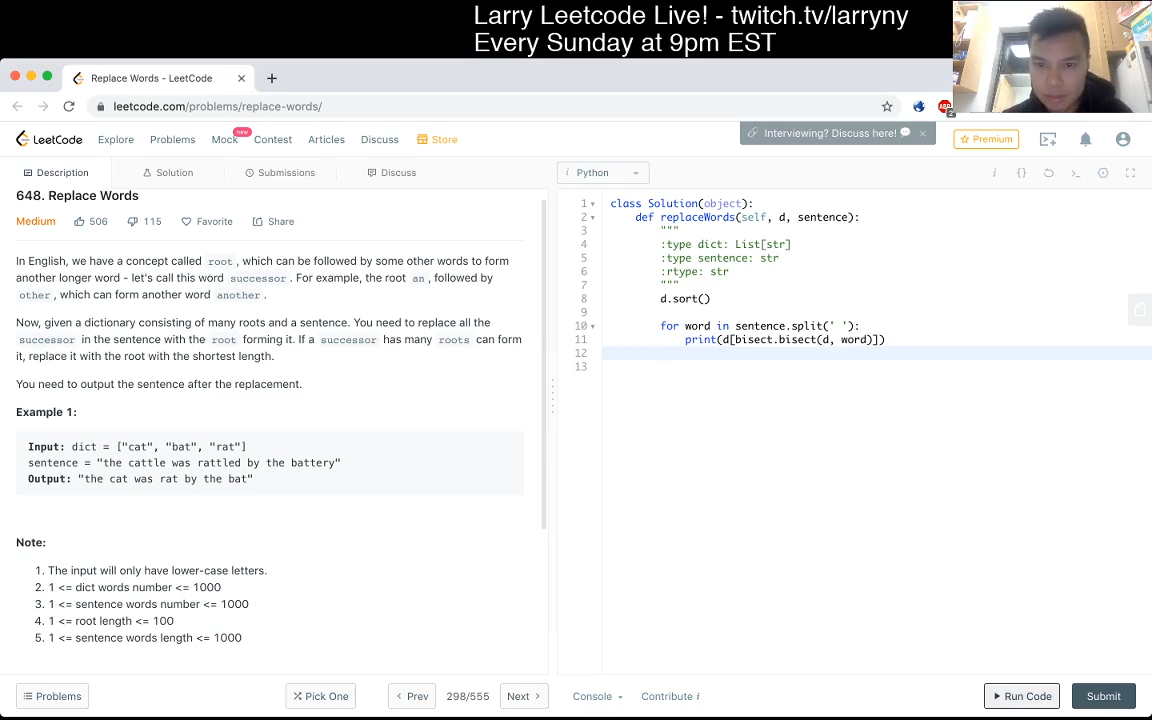 Larry Leetcode Live! - twitch.tv/larryny
Every Sunday at 9pm EST
Replace Words - LeetCode
leetcode.com/problems/replace-words/
2
LeetCode Explore Problems Mock new Contest Articles Discuss Store
Interviewing? Discuss here!
Premium
Description Solution Submissions Discuss
i Python
648. Replace Words
Medium 506 115 Favorite Share
In English, we have a concept called root, which can be followed by some other words to form
another longer word - let's call this word successor. For example, the root an, followed by
other, which can form another word another.
Now, given a dictionary consisting of many roots and a sentence. You need to replace all the
successor in the sentence with the root forming it. If a successor has many roots can form
it, replace it with the root with the shortest length.
You need to output the sentence after the replacement.
Example 1:
Input: dict = ["cat", "bat", "rat"]
sentence = "the cattle was rattled by the battery"
Output: "the cat was rat by the bat"
Note:
1. The input will only have lower-case letters.
2. 1 <= dict words number <= 1000
3. 1 <= sentence words number <= 1000
4. 1 <= root length <= 100
5. 1 <= sentence words length <= 1000
1 class Solution(object):
2 def replaceWords(self, d, sentence):
3 """
4 :type dict: List[str]
5 :type sentence: str
6 :rtype: str
7 """
8 d.sort()
9
10 for word in sentence.split(' '):
11 print(d[bisect.bisect(d, word)])
12
13
Problems Pick One Prev 298/555 Next
Console Contribute i Run Code Submit